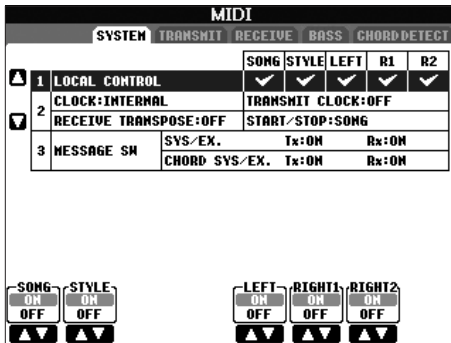 MIDI
SYSTEM TRANSMIT RECEIVE BASS CHORD DETECT
SONG STYLE LEFT R1 R2
1 LOCAL CONTROL
2 CLOCK:INTERNAL TRANSMIT CLOCK:OFF
RECEIVE TRANSPOSE:OFF START/STOP:SONG
3 MESSAGE SW SYS/EX. Tx:ON Rx:ON
CHORD SYS/EX. Tx:ON Rx:ON
SONG STYLE LEFT RIGHT1 RIGHT2
ON ON ON ON ON
OFF OFF OFF OFF OFF